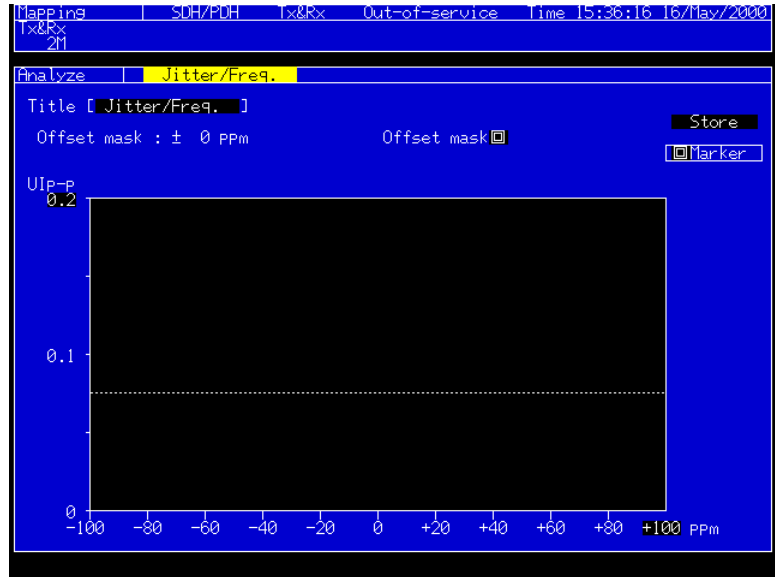 Mapping | SDH/PDH Tx&Rx Out-of-service Time 15:36:16 16/May/2000
Tx&Rx
2M
Analyze | Jitter/Freq.
Title [ Jitter/Freq. ]
Store
Offset mask : ± 0 ppm Offset mask
Marker
UIp-p
0.2
0.1
0
-100 -80 -60 -40 -20 0 +20 +40 +60 +80 +100 ppm